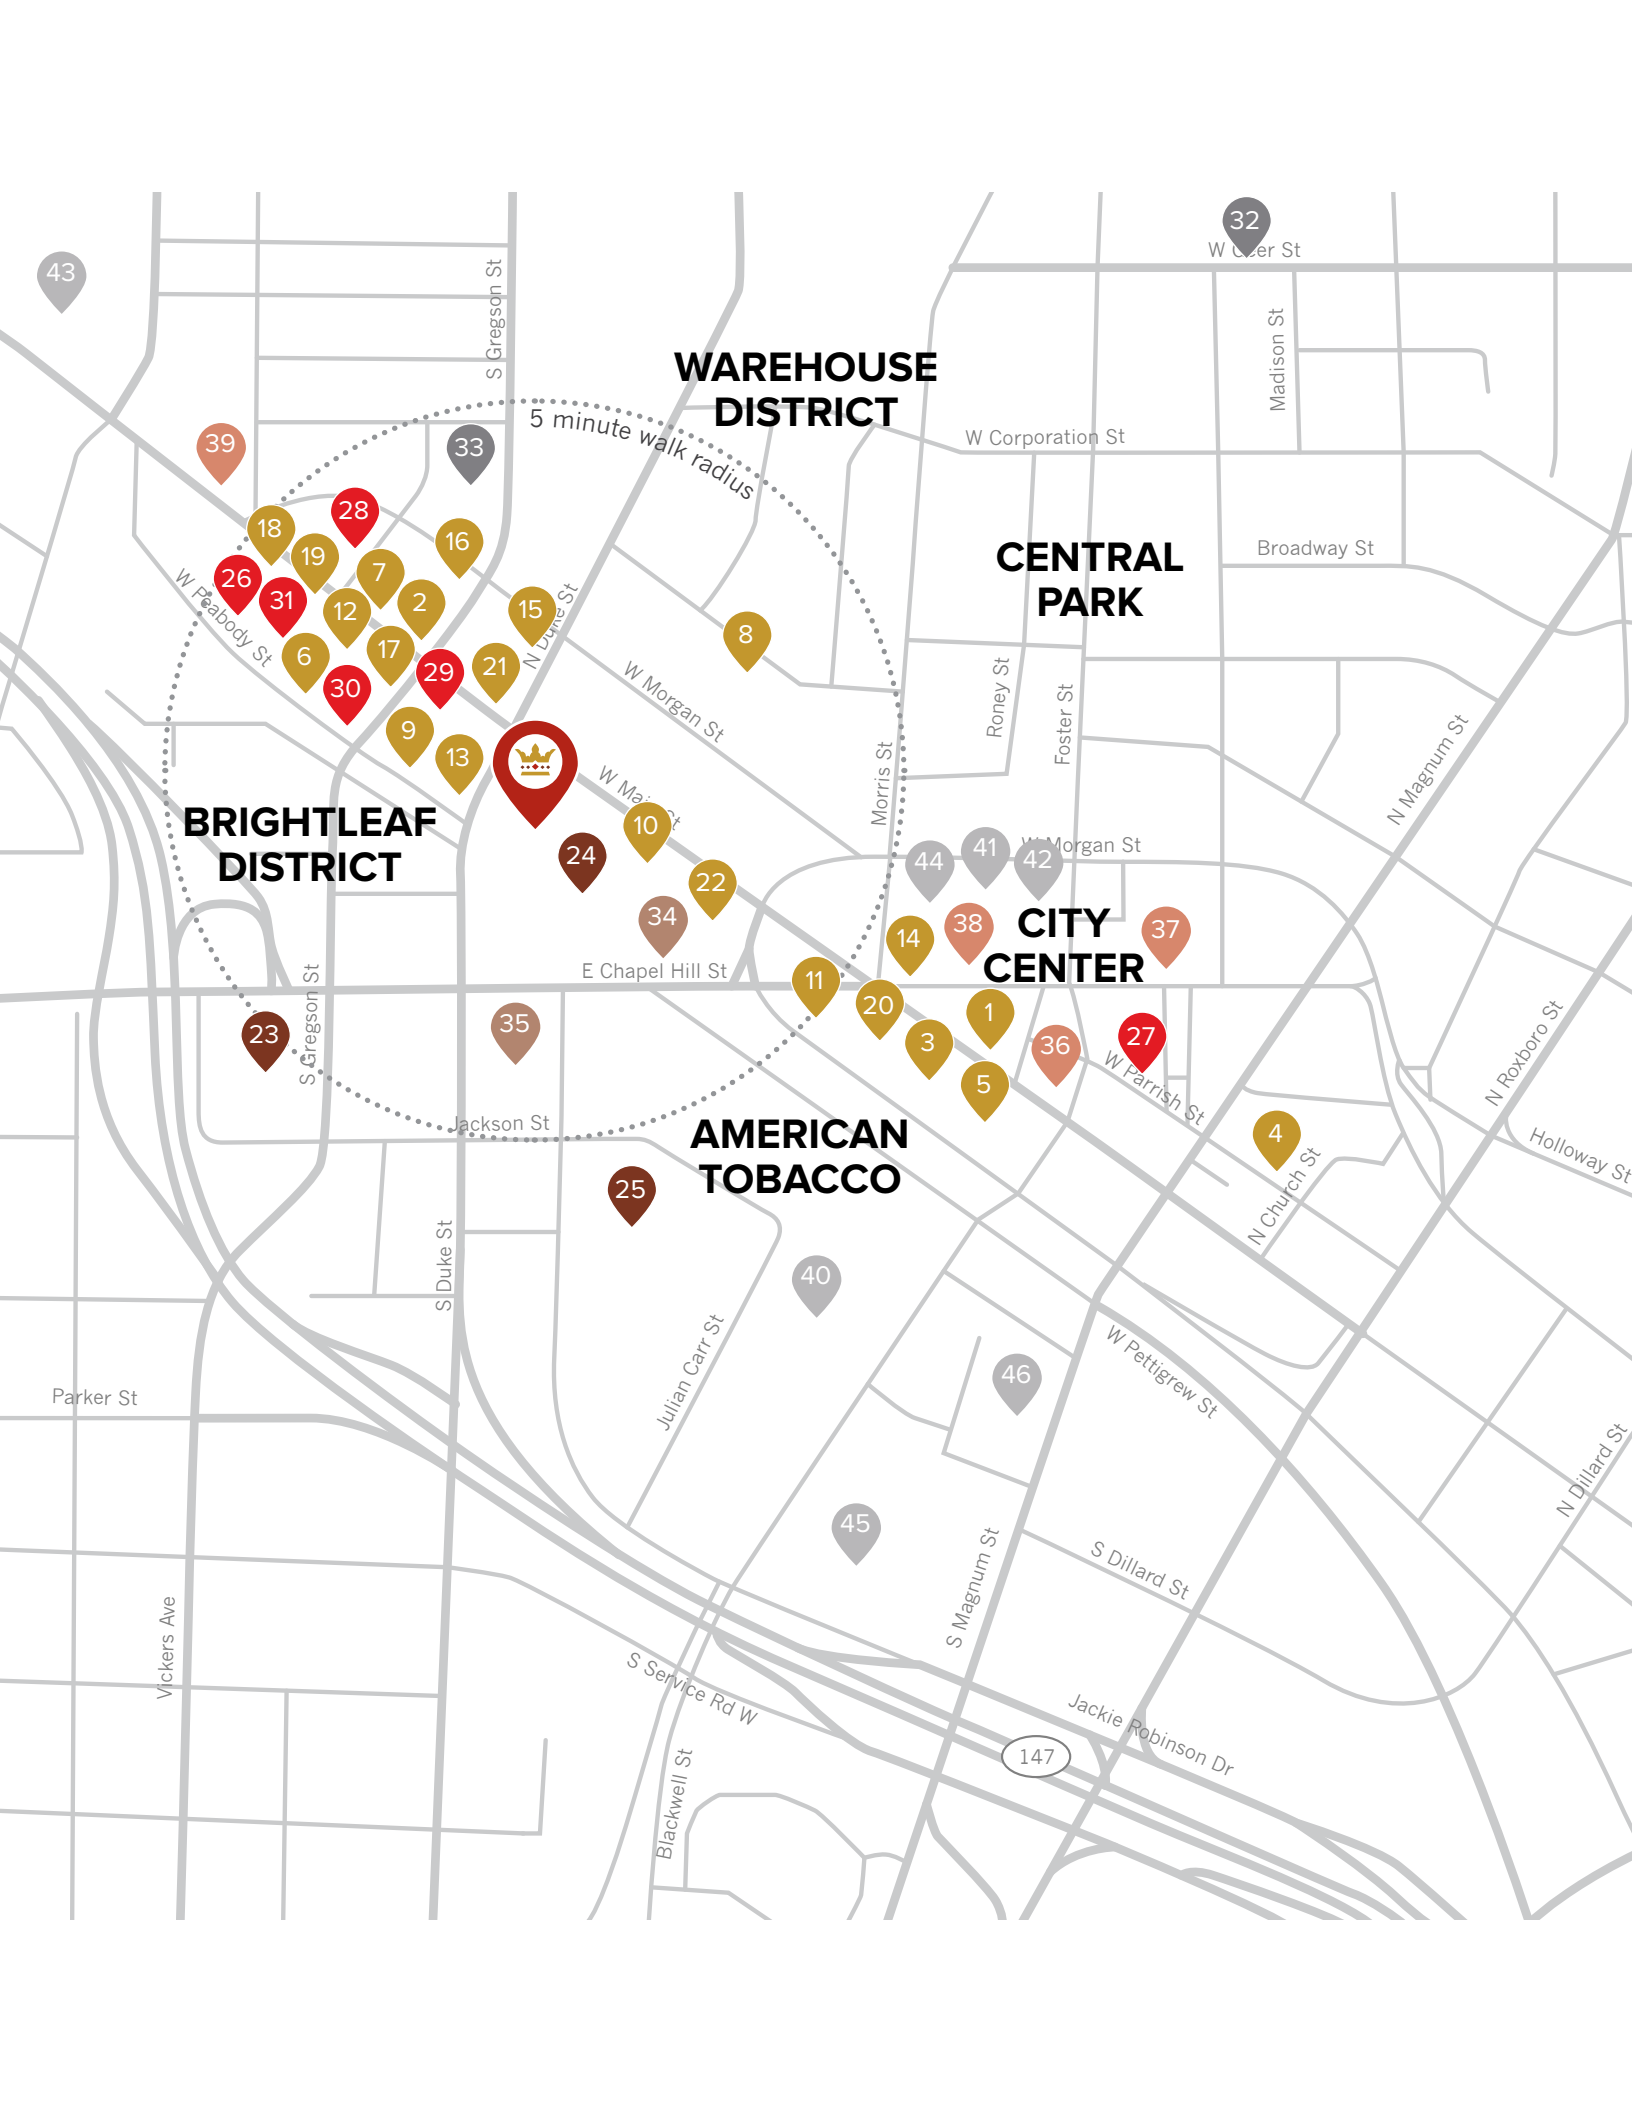 32
W Geer St
43
S Gregson St
Madison St
WAREHOUSE
DISTRICT
5 minute walk radius
W Corporation St
39
33
28
18
16
19
7
26
31
12
2
15
N Duke St
W Peabody St
6
17
21
29
30
8
CENTRAL
PARK
Broadway St
W Morgan St
Roney St
Foster St
N Magnum St
9
13
W Main St
Morris St
BRIGHTLEAF
DISTRICT
10
24
22
34
44
41
42
W Morgan St
14
38
CITY
CENTER
37
E Chapel Hill St
11
20
1
3
5
36
27
W Parrish St
23
S Gregson St
35
N Roxboro St
Jackson St
AMERICAN
TOBACCO
4
N Church St
Holloway St
25
S Duke St
40
Julian Carr St
46
W Pettigrew St
Parker St
N Dillard St
45
S Magnum St
S Dillard St
Vickers Ave
S Service Rd W
Jackie Robinson Dr
147
Blackwell St